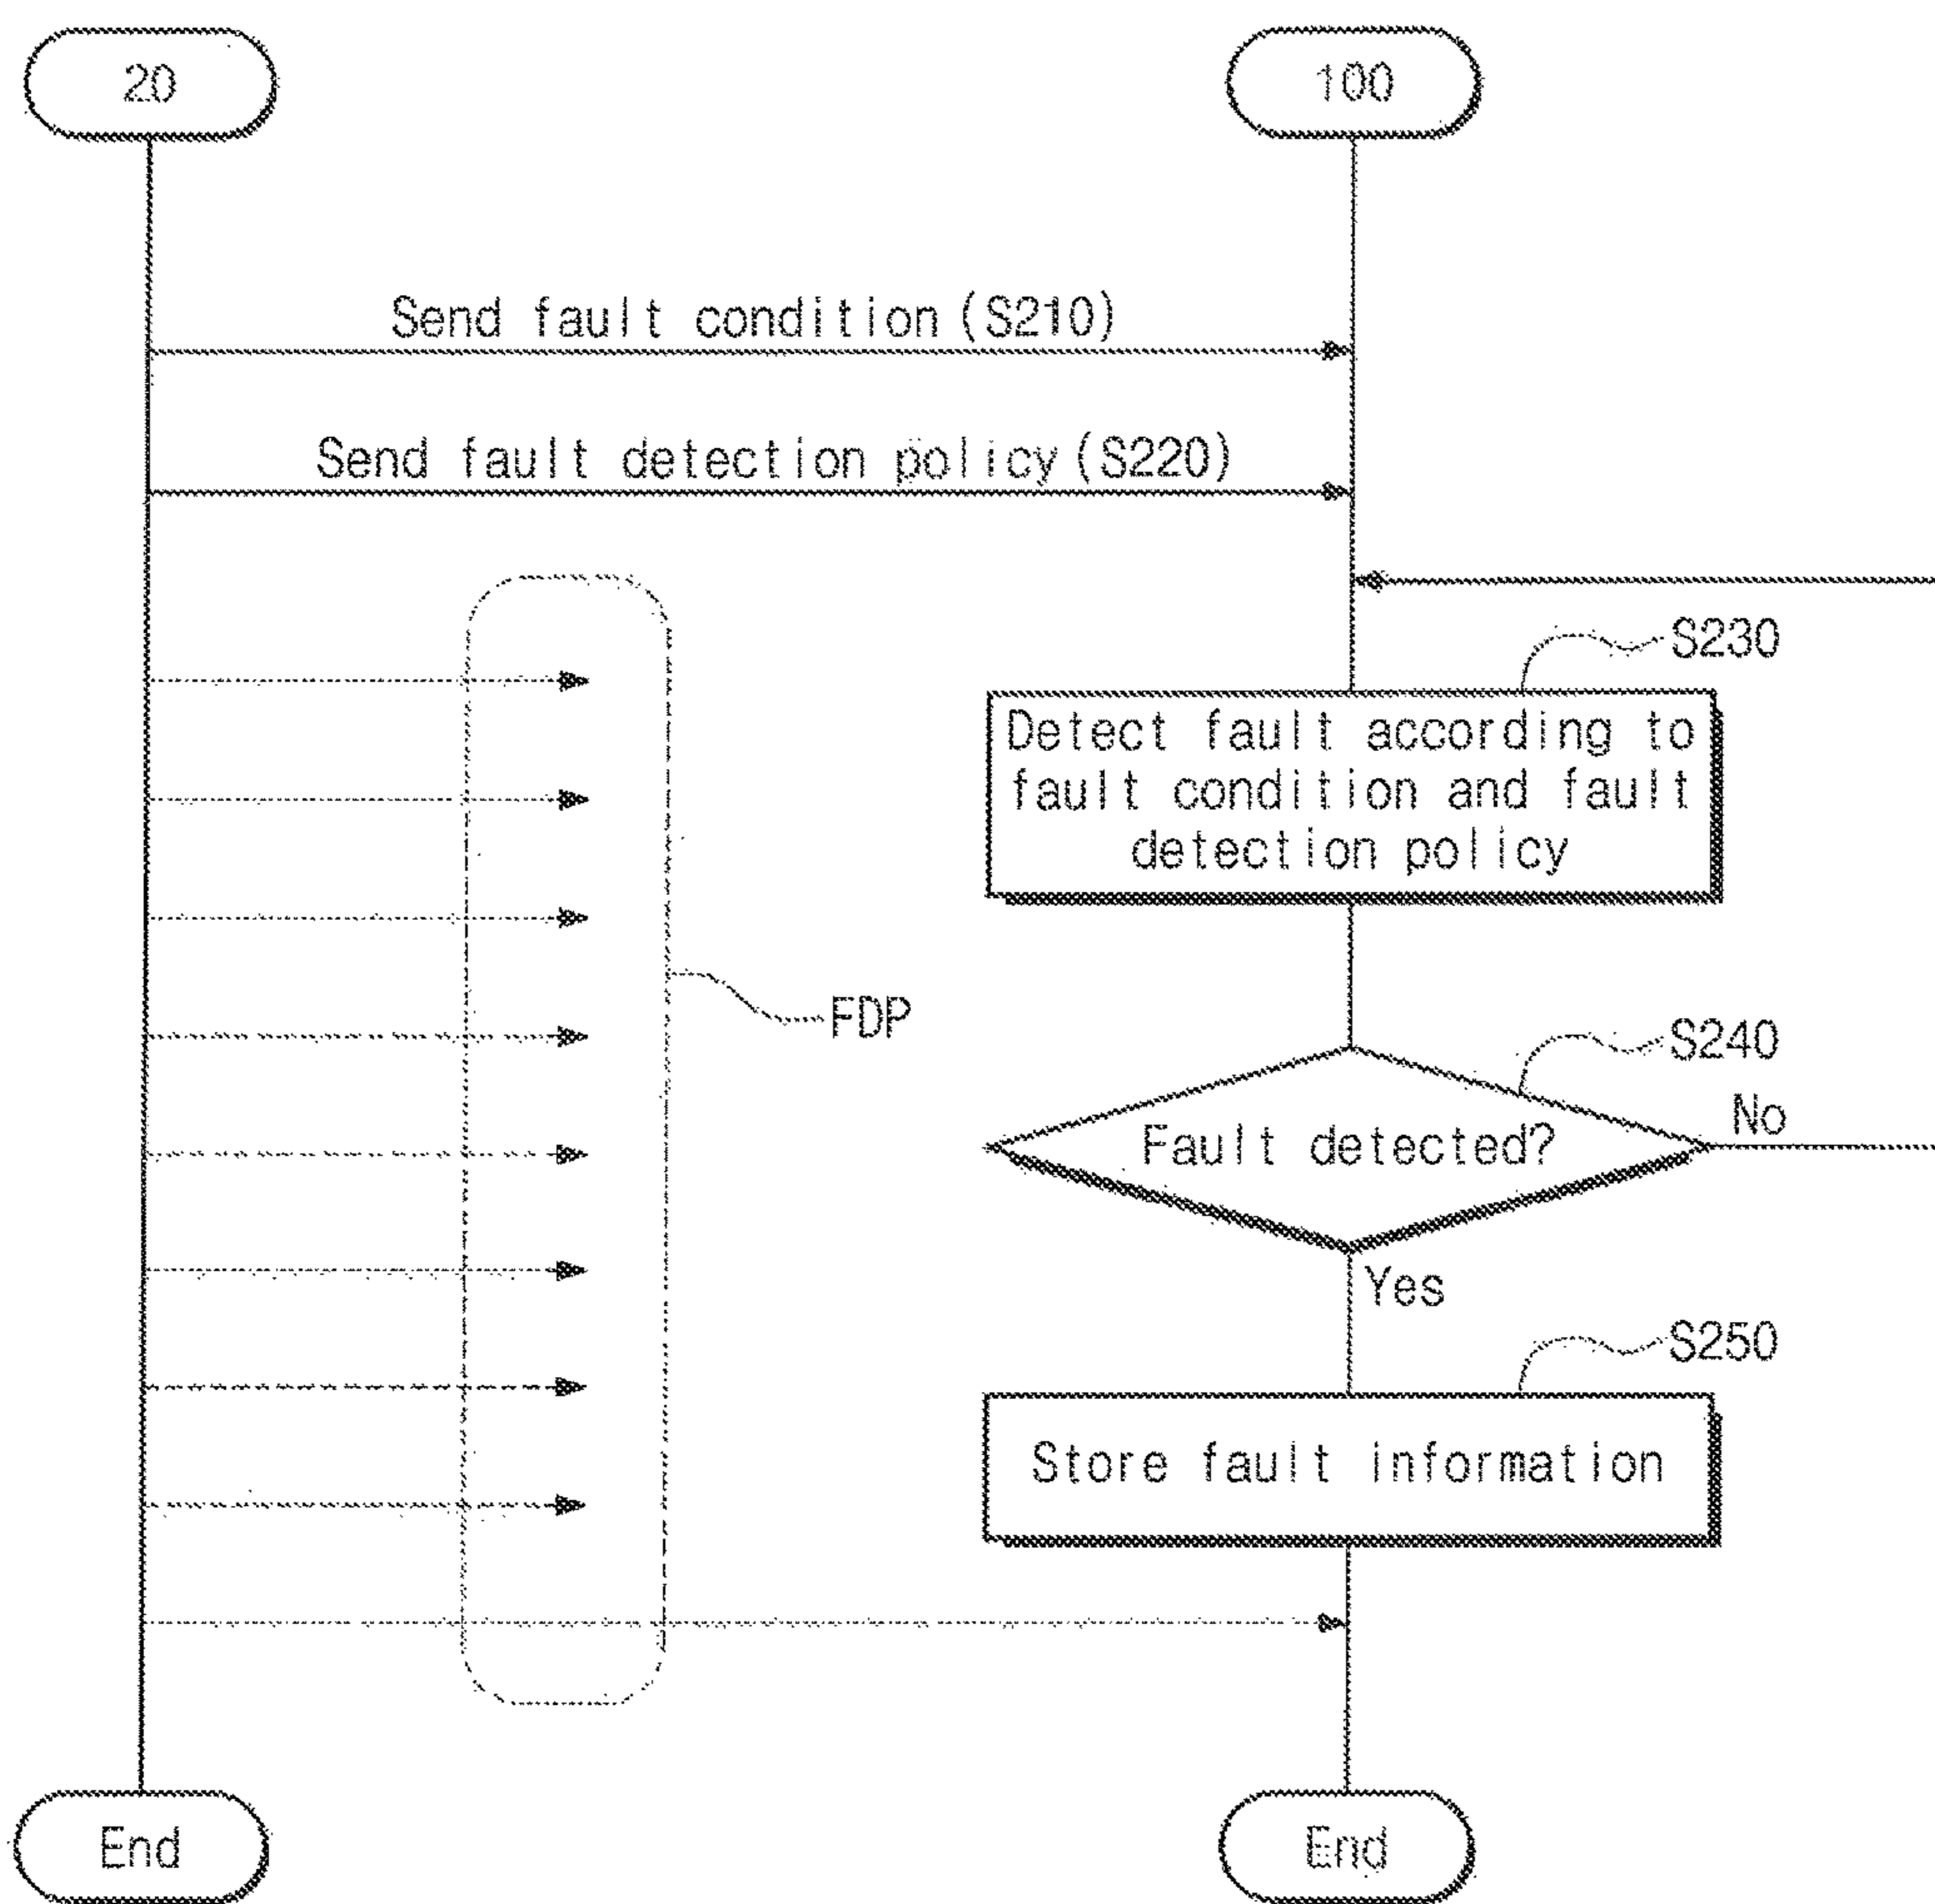 20
100
Send fault condition (S210)
Send fault detection policy (S220)
S230
Detect fault according to
fault condition and fault
detection policy
FDP
S240
Fault detected?
No
Yes
S250
Store fault information
End
End